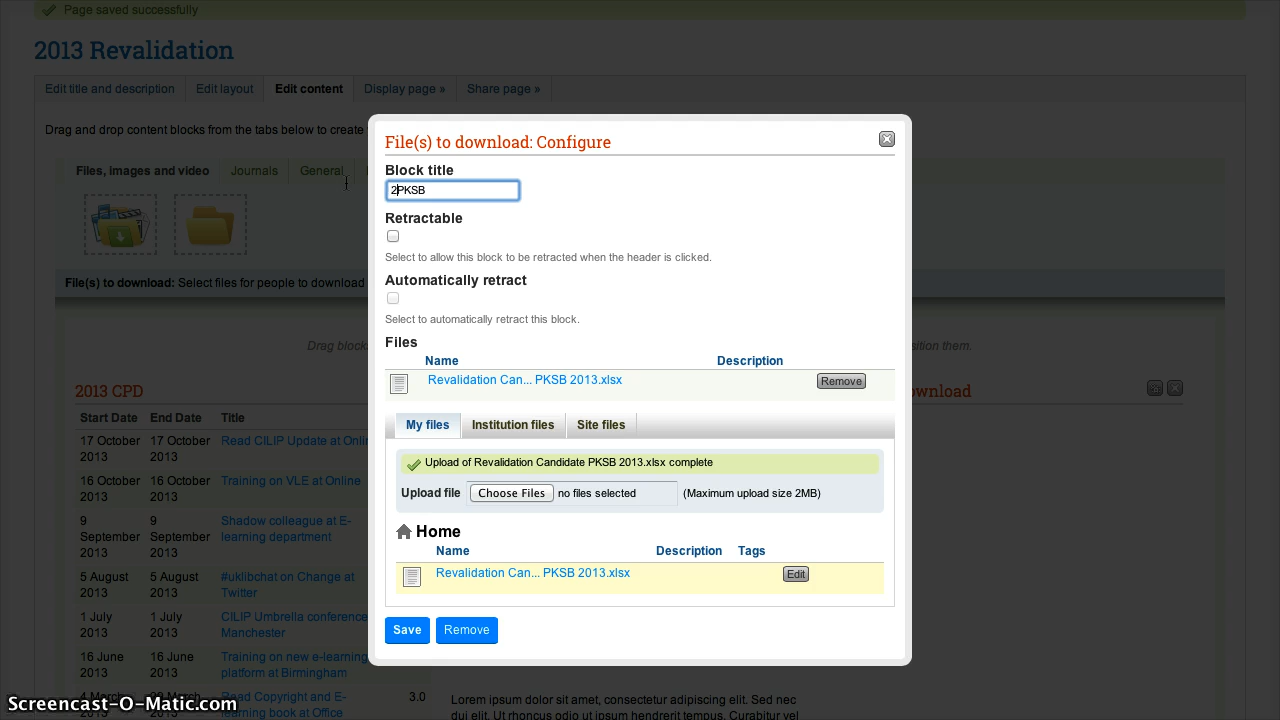 Page saved successfully
2013 Revalidation
Edit title and description Edit layout Edit content Display page » Share page »
Drag and drop content blocks from the tabs below to create
Files, images and video Journals General
File(s) to download: Select files for people to download
Drag block
sition them.
2013 CPD
ownload
Start Date End Date Title
17 October 2013 17 October 2013 Read CILIP Update at Onlin
16 October 2013 16 October 2013 Training on VLE at Online
9 September 2013 9 September 2013 Shadow colleague at E-learning department
5 August 2013 5 August 2013 #uklibchat on Change at Twitter
1 July 2013 1 July 2013 CILIP Umbrella conference Manchester
16 June 2013 16 June 2013 Training on new e-learning platform at Birmingham
4 March Read Copyright and E-learning book at Office 3.0
Lorem ipsum dolor sit amet, consectetur adipiscing elit. Sed nec
dui elit. Ut rhoncus odio ut ipsum hendrerit tempus. Curabitur vel
File(s) to download: Configure
Block title
2PKSB
Retractable
Select to allow this block to be retracted when the header is clicked.
Automatically retract
Select to automatically retract this block.
Files
Name Description
Revalidation Can... PKSB 2013.xlsx Remove
My files Institution files Site files
Upload of Revalidation Candidate PKSB 2013.xlsx complete
Upload file Choose Files no files selected (Maximum upload size 2MB)
Home
Name Description Tags
Revalidation Can... PKSB 2013.xlsx Edit
Save Remove
Screencast-O-Matic.com